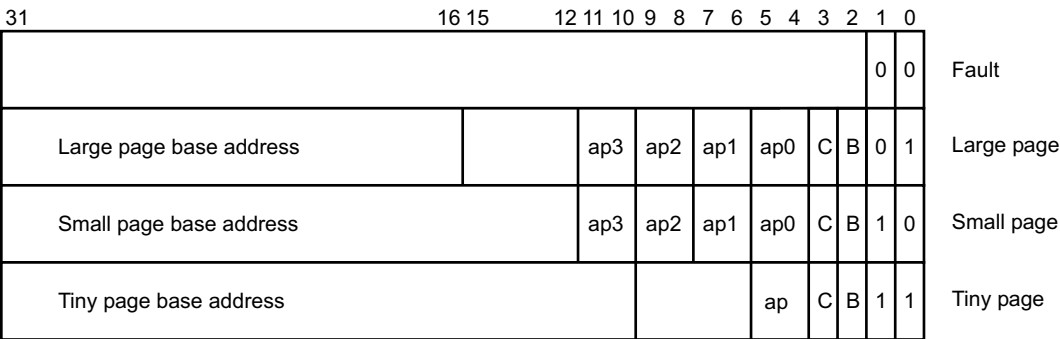 31 16 15 12 11 10 9 8 7 6 5 4 3 2 1 0
0 0 Fault
Large page base address ap3 ap2 ap1 ap0 C B 0 1 Large page
Small page base address ap3 ap2 ap1 ap0 C B 1 0 Small page
Tiny page base address ap C B 1 1 Tiny page